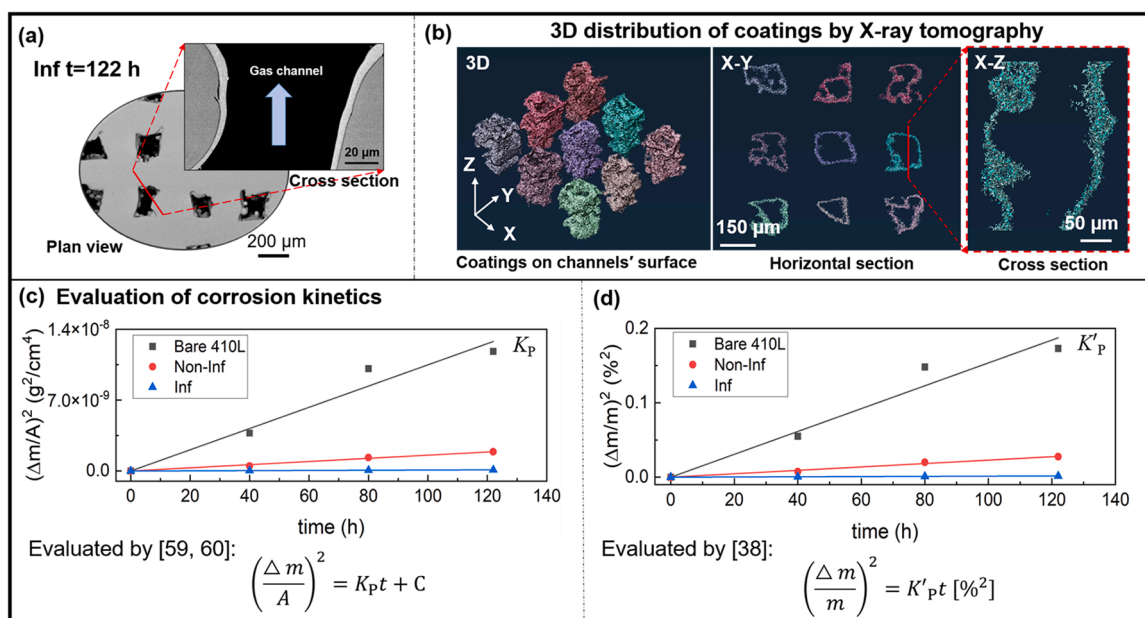 (a)
Inf t=122 h
Gas channel
20 µm
Cross section
Plan view
200 µm
(b)
3D distribution of coatings by X-ray tomography
3D
Z
Y
X
Coatings on channels' surface
X-Y
150 µm
Horizontal section
X-Z
50 µm
Cross section
(c) Evaluation of corrosion kinetics
(Δm/A)² (g²/cm⁴)
1.4×10⁻⁸
7.0×10⁻⁹
0.0
Bare 410L
Non-Inf
Inf
K_P
0 20 40 60 80 100 120 140
time (h)
Evaluated by [59, 60]:
(△ m / A)² = K_P t + C
(d)
(Δm/m)² (%²)
0.2
0.1
0.0
Bare 410L
Non-Inf
Inf
K′_P
0 20 40 60 80 100 120 140
time (h)
Evaluated by [38]:
(△ m / m)² = K′_P t [%²]